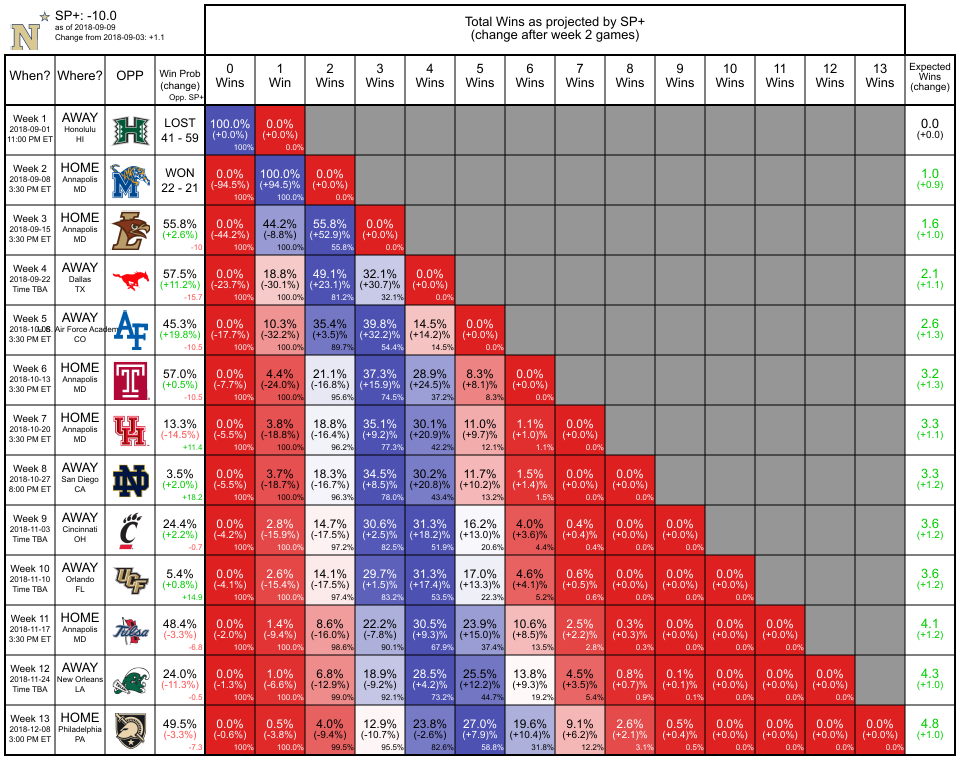 SP+: -10.0
as of 2018-09-09
Change from 2018-09-03: +1.1
Total Wins as projected by SP+
(change after week 2 games)
When? Where? OPP Win Prob (change) Opp. SP+ 0 Wins 1 Win 2 Wins 3 Wins 4 Wins 5 Wins 6 Wins 7 Wins 8 Wins 9 Wins 10 Wins 11 Wins 12 Wins 13 Wins Expected Wins (change)
Week 1 AWAY LOST 100.0% 0.0% 0.0
2018-09-01 Honolulu (+0.0%) (+0.0%) (+0.0)
11:00 PM ET HI 41 - 59 100% 0.0%
Week 2 HOME WON 0.0% 100.0% 0.0% 1.0
2018-09-08 Annapolis (-94.5%) (+94.5)% (+0.0%) (+0.9)
3:30 PM ET MD 22 - 21 100% 100.0% 0.0%
Week 3 HOME 55.8% 0.0% 44.2% 55.8% 0.0% 1.6
2018-09-15 Annapolis (+2.6%) (-44.2%) (-8.8%) (+52.9)% (+0.0%) (+1.0)
3:30 PM ET MD -10 100% 100.0% 55.8% 0.0%
Week 4 AWAY 57.5% 0.0% 18.8% 49.1% 32.1% 0.0% 2.1
2018-09-22 Dallas (+11.2%) (-23.7%) (-30.1%) (+23.1)% (+30.7)% (+0.0%) (+1.1)
Time TBA TX -15.7 100% 100.0% 81.2% 32.1% 0.0%
Week 5 AWAY 45.3% 0.0% 10.3% 35.4% 39.8% 14.5% 0.0% 2.6
(+19.8%) (-17.7%) (-32.2%) (+3.5)% (+32.2)% (+14.2)% (+0.0%) (+1.3)
3:30 PM ET CO -10.5 100% 100.0% 89.7% 54.4% 14.5% 0.0%
Week 6 HOME 57.0% 0.0% 4.4% 21.1% 37.3% 28.9% 8.3% 0.0% 3.2
2018-10-13 Annapolis (+0.5%) (-7.7%) (-24.0%) (-16.8%) (+15.9)% (+24.5)% (+8.1)% (+0.0%) (+1.3)
3:30 PM ET MD -10.5 100% 100.0% 95.6% 74.5% 37.2% 8.3% 0.0%
Week 7 HOME 13.3% 0.0% 3.8% 18.8% 35.1% 30.1% 11.0% 1.1% 0.0% 3.3
2018-10-20 Annapolis (-14.5%) (-5.5%) (-18.8%) (-16.4%) (+9.2)% (+20.9)% (+9.7)% (+1.0)% (+0.0%) (+1.1)
3:30 PM ET MD +11.4 100% 100.0% 96.2% 77.3% 42.2% 12.1% 1.1% 0.0%
Week 8 AWAY 3.5% 0.0% 3.7% 18.3% 34.5% 30.2% 11.7% 1.5% 0.0% 0.0% 3.3
2018-10-27 San Diego (+2.0%) (-5.5%) (-18.7%) (-16.7%) (+8.5)% (+20.8)% (+10.2)% (+1.4)% (+0.0%) (+0.0%) (+1.2)
8:00 PM ET CA +18.2 100% 100.0% 96.3% 78.0% 43.4% 13.2% 1.5% 0.0% 0.0%
Week 9 AWAY 24.4% 0.0% 2.8% 14.7% 30.6% 31.3% 16.2% 4.0% 0.4% 0.0% 0.0% 3.6
2018-11-03 Cincinnati (+2.2%) (-4.2%) (-15.9%) (-17.5%) (+2.5)% (+18.2)% (+13.0)% (+3.6)% (+0.4)% (+0.0%) (+0.0%) (+1.2)
Time TBA OH -0.7 100% 100.0% 97.2% 82.5% 51.9% 20.6% 4.4% 0.4% 0.0% 0.0%
Week 10 AWAY 5.4% 0.0% 2.6% 14.1% 29.7% 31.3% 17.0% 4.6% 0.6% 0.0% 0.0% 0.0% 3.6
2018-11-10 Orlando (+0.8%) (-4.1%) (-15.4%) (-17.5%) (+1.5)% (+17.4)% (+13.3)% (+4.1)% (+0.5)% (+0.0%) (+0.0%) (+0.0%) (+1.2)
Time TBA FL +14.9 100% 100.0% 97.4% 83.2% 53.5% 22.3% 5.2% 0.6% 0.0% 0.0% 0.0%
Week 11 HOME 48.4% 0.0% 1.4% 8.6% 22.2% 30.5% 23.9% 10.6% 2.5% 0.3% 0.0% 0.0% 0.0% 4.1
2018-11-17 Annapolis (-3.3%) (-2.0%) (-9.4%) (-16.0%) (-7.8%) (+9.3)% (+15.0)% (+8.5)% (+2.2)% (+0.3)% (+0.0%) (+0.0%) (+0.0%) (+1.2)
3:30 PM ET MD -6.8 100% 100.0% 98.6% 90.1% 67.9% 37.4% 13.5% 2.8% 0.3% 0.0% 0.0% 0.0%
Week 12 AWAY 24.0% 0.0% 1.0% 6.8% 18.9% 28.5% 25.5% 13.8% 4.5% 0.8% 0.1% 0.0% 0.0% 0.0% 4.3
2018-11-24 New Orleans (-11.3%) (-1.3%) (-6.6%) (-12.9%) (-9.2%) (+4.2)% (+12.2)% (+9.3)% (+3.5)% (+0.7)% (+0.1)% (+0.0%) (+0.0%) (+0.0%) (+1.0)
Time TBA LA -0.5 100% 100.0% 99.0% 92.1% 73.2% 44.7% 19.2% 5.4% 0.9% 0.1% 0.0% 0.0% 0.0%
Week 13 HOME 49.5% 0.0% 0.5% 4.0% 12.9% 23.8% 27.0% 19.6% 9.1% 2.6% 0.5% 0.0% 0.0% 0.0% 0.0% 4.8
2018-12-08 Philadelphia (-3.3%) (-0.6%) (-3.8%) (-9.4%) (-10.7%) (-2.6%) (+7.9)% (+10.4)% (+6.2)% (+2.1)% (+0.4)% (+0.0%) (+0.0%) (+0.0%) (+0.0%) (+1.0)
3:00 PM ET PA -7.3 100% 100.0% 99.5% 95.5% 82.6% 58.8% 31.8% 12.2% 3.1% 0.5% 0.0% 0.0% 0.0% 0.0%